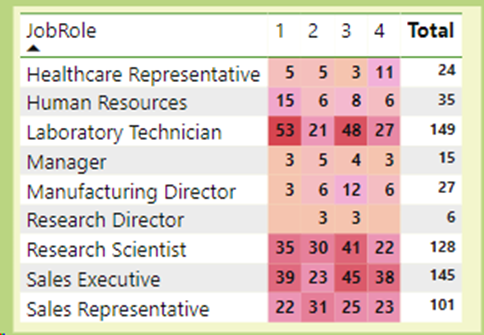 JobRole 1 2 3 4 Total
Healthcare Representative 5 5 3 11 24
Human Resources 15 6 8 6 35
Laboratory Technician 53 21 48 27 149
Manager 3 5 4 3 15
Manufacturing Director 3 6 12 6 27
Research Director 3 3 6
Research Scientist 35 30 41 22 128
Sales Executive 39 23 45 38 145
Sales Representative 22 31 25 23 101